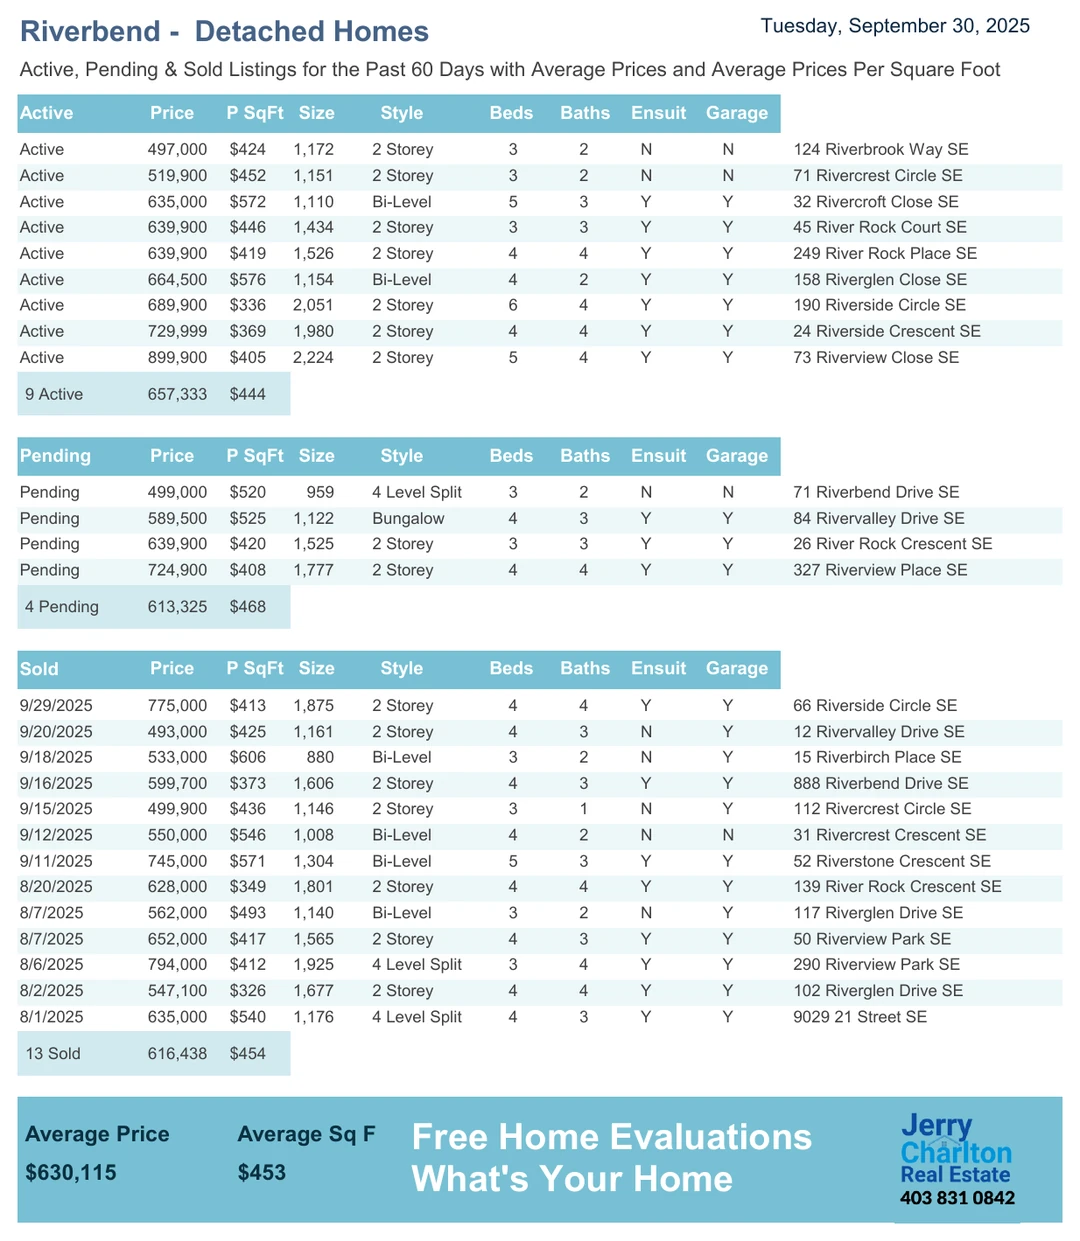 Riverbend -  Detached Homes
Tuesday, September 30, 2025
Active, Pending & Sold Listings for the Past 60 Days with Average Prices and Average Prices Per Square Foot
Active Price P SqFt Size Style Beds Baths Ensuit Garage
Active 497,000 $424 1,172 2 Storey 3 2 N N 124 Riverbrook Way SE
Active 519,900 $452 1,151 2 Storey 3 2 N N 71 Rivercrest Circle SE
Active 635,000 $572 1,110 Bi-Level 5 3 Y Y 32 Rivercroft Close SE
Active 639,900 $446 1,434 2 Storey 3 3 Y Y 45 River Rock Court SE
Active 639,900 $419 1,526 2 Storey 4 4 Y Y 249 River Rock Place SE
Active 664,500 $576 1,154 Bi-Level 4 2 Y Y 158 Riverglen Close SE
Active 689,900 $336 2,051 2 Storey 6 4 Y Y 190 Riverside Circle SE
Active 729,999 $369 1,980 2 Storey 4 4 Y Y 24 Riverside Crescent SE
Active 899,900 $405 2,224 2 Storey 5 4 Y Y 73 Riverview Close SE
9 Active 657,333 $444
Pending Price P SqFt Size Style Beds Baths Ensuit Garage
Pending 499,000 $520 959 4 Level Split 3 2 N N 71 Riverbend Drive SE
Pending 589,500 $525 1,122 Bungalow 4 3 Y Y 84 Rivervalley Drive SE
Pending 639,900 $420 1,525 2 Storey 3 3 Y Y 26 River Rock Crescent SE
Pending 724,900 $408 1,777 2 Storey 4 4 Y Y 327 Riverview Place SE
4 Pending 613,325 $468
Sold Price P SqFt Size Style Beds Baths Ensuit Garage
9/29/2025 775,000 $413 1,875 2 Storey 4 4 Y Y 66 Riverside Circle SE
9/20/2025 493,000 $425 1,161 2 Storey 4 3 N Y 12 Rivervalley Drive SE
9/18/2025 533,000 $606 880 Bi-Level 3 2 N Y 15 Riverbirch Place SE
9/16/2025 599,700 $373 1,606 2 Storey 4 3 Y Y 888 Riverbend Drive SE
9/15/2025 499,900 $436 1,146 2 Storey 3 1 N Y 112 Rivercrest Circle SE
9/12/2025 550,000 $546 1,008 Bi-Level 4 2 N N 31 Rivercrest Crescent SE
9/11/2025 745,000 $571 1,304 Bi-Level 5 3 Y Y 52 Riverstone Crescent SE
8/20/2025 628,000 $349 1,801 2 Storey 4 4 Y Y 139 River Rock Crescent SE
8/7/2025 562,000 $493 1,140 Bi-Level 3 2 N Y 117 Riverglen Drive SE
8/7/2025 652,000 $417 1,565 2 Storey 4 3 Y Y 50 Riverview Park SE
8/6/2025 794,000 $412 1,925 4 Level Split 3 4 Y Y 290 Riverview Park SE
8/2/2025 547,100 $326 1,677 2 Storey 4 4 Y Y 102 Riverglen Drive SE
8/1/2025 635,000 $540 1,176 4 Level Split 4 3 Y Y 9029 21 Street SE
13 Sold 616,438 $454
Average Price Average Sq F
$630,115 $453
Free Home Evaluations
What's Your Home
Jerry
Charlton
Real Estate
403 831 0842